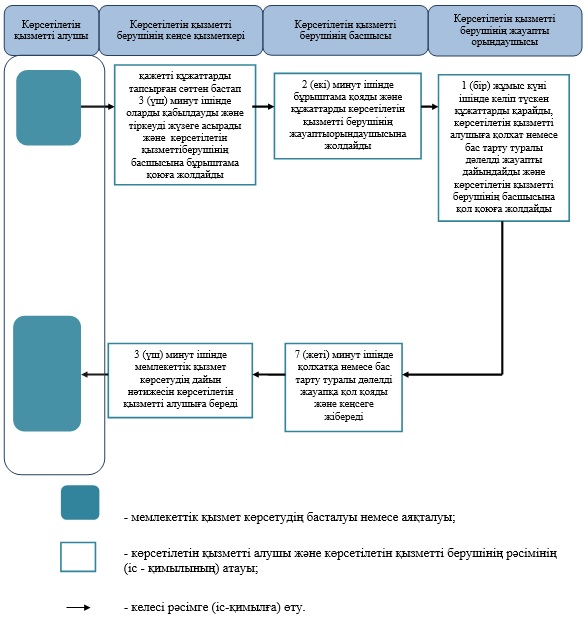 Көрсетілетін
қызметті алушы
Көрсетілетін қызметті
берушінің кеңсе қызметкері
Көрсетілетін қызметті
берушінің басшысы
Көрсетілетін қызметті
берушінің жауапты
орындаушысы
қажетті құжаттарды
тапсырған сәттен бастап
3 (үш) минут ішінде
оларды қабылдауды және
тіркеуді жүзеге асырады
және көрсетілетін
қызметтіберушінің
басшысына бұрыштама
қоюға жолдайды
2 (екі) минут ішінде
бұрыштама қояды және
құжаттарды көрсетілетін
қызметті берушінің
жауаптыорындаушысына
жолдайды
1 (бір) жұмыс күні
ішінде келіп түскен
құжаттарды қарайды,
көрсетілетін қызметті
алушыға қолхат немесе
бас тарту туралы
дәлелді жауапты
дайындайды және
көрсетілетін қызметті
берушінің басшысына
қол қоюға жолдайды
3 (үш) минут ішінде
мемлекеттік қызмет
көрсетудің дайын
нәтижесін көрсетілетін
қызметті алушыға береді
7 (жеті) минут ішінде
қолхатқа немесе бас
тарту туралы дәлелді
жауапқа қол қояды
және кеңсеге
жібереді
- мемлекеттік қызмет көрсетудің басталуы немесе аяқталуы;
- көрсетілетін қызметті алушы және көрсетілетін қызметті берушінің рәсімінің
(іс - қимылының) атауы;
- келесі рәсімге (іс-қимылға) өту.